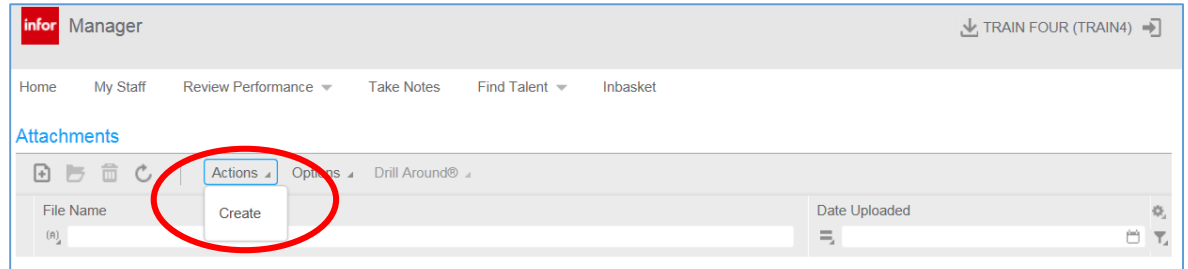 infor Manager TRAIN FOUR (TRAIN4)
Home My Staff Review Performance Take Notes Find Talent Inbasket
Attachments
Actions Options Drill Around®
File Name Date Uploaded
Create
(A)